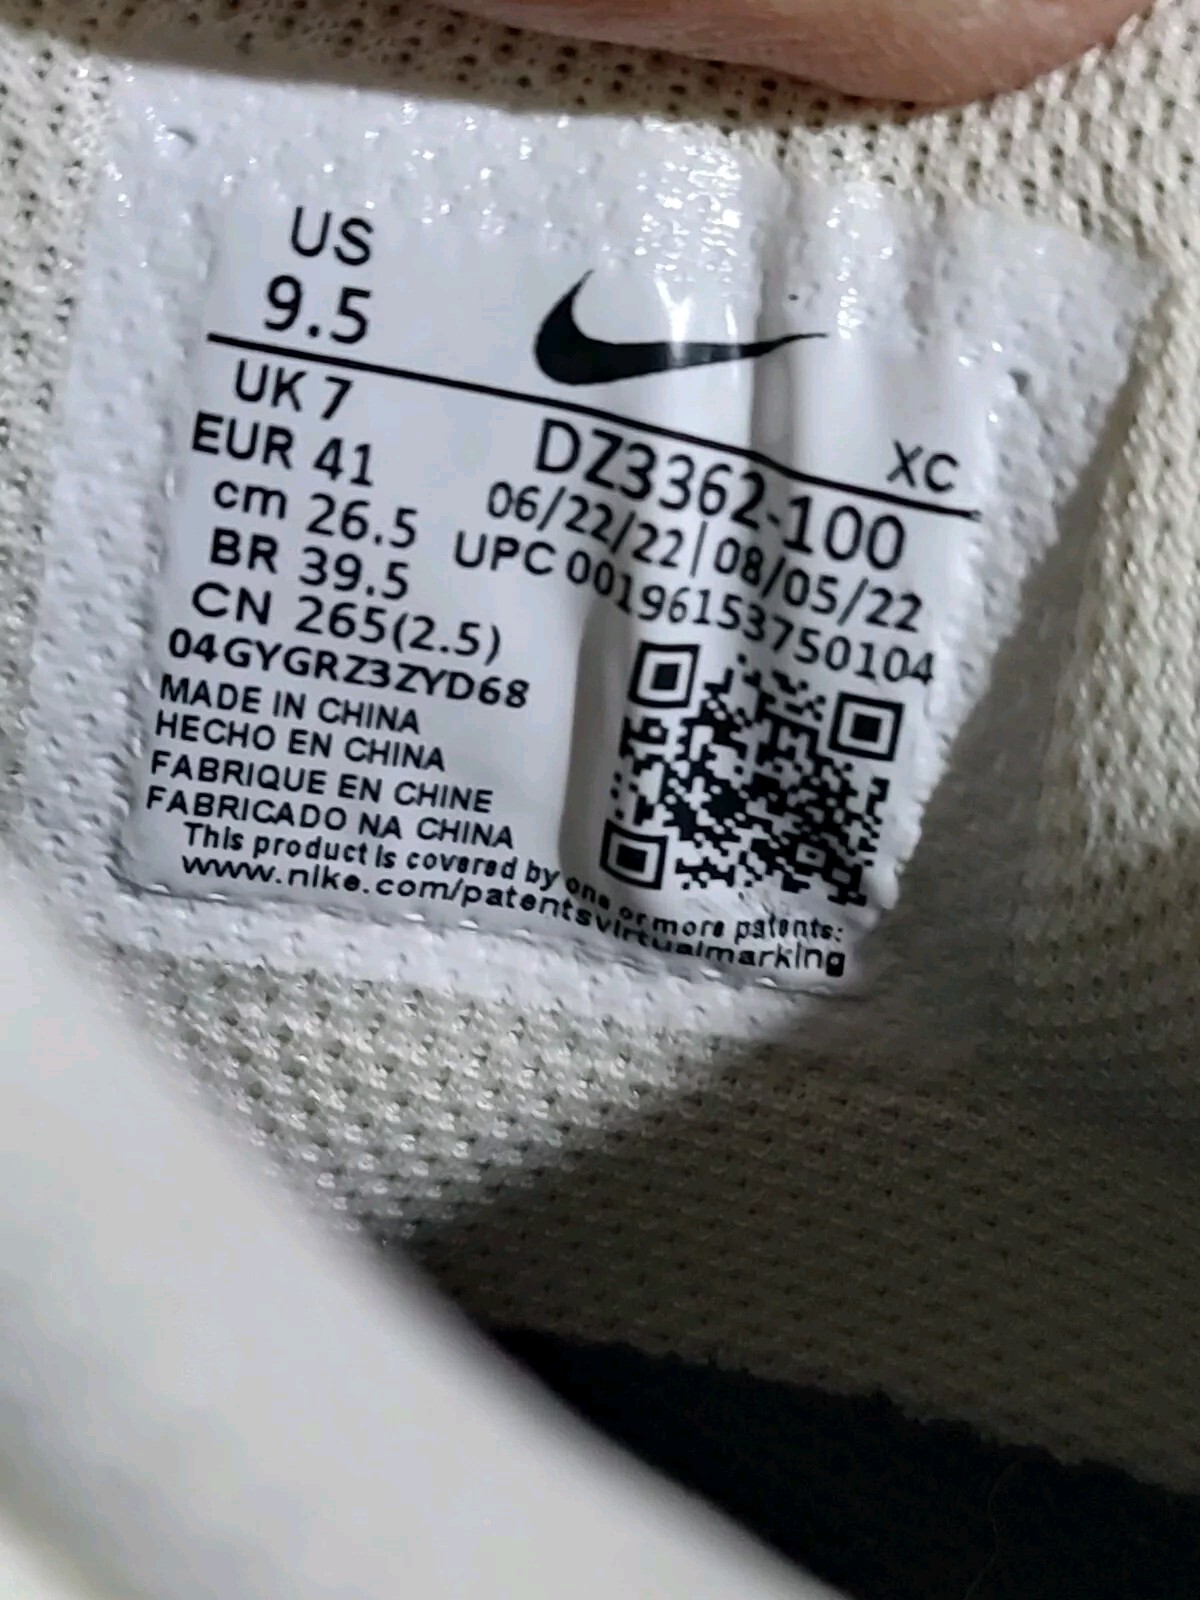 US
9.5
XC
UK 7
EUR 41
cm 26.5
BR 39.5
CN 265(2.5)
DZ3362-100
06/22/22|08/05/22
UPC 00196153750104
04GYGRZ3ZYD68
MADE IN CHINA
HECHO EN CHINA
FABRIQUE EN CHINE
FABRICADO NA CHINA
This product is covered by one or more patents:
www.nike.com/patentsvirtualmarking